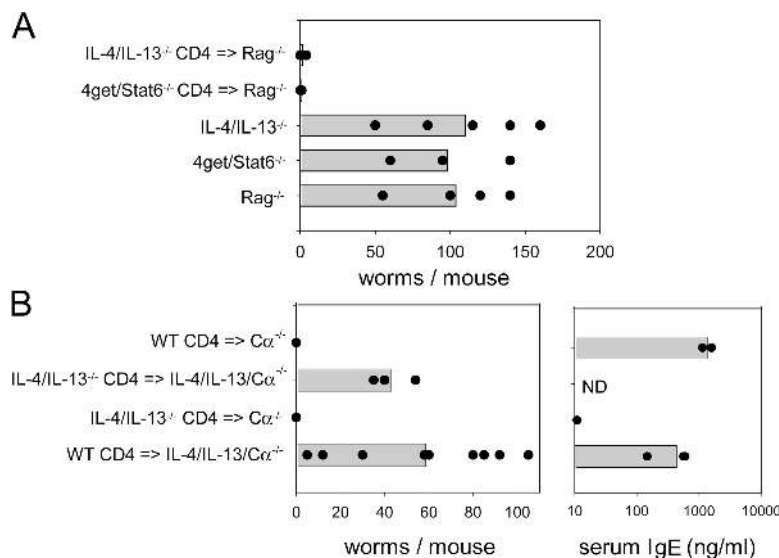 A
IL-4/IL-13-/- CD4 => Rag-/-
4get/Stat6-/- CD4 => Rag-/-
IL-4/IL-13-/-
4get/Stat6-/-
Rag-/-
0 50 100 150 200
worms / mouse
B
WT CD4 => Cα-/-
IL-4/IL-13-/- CD4 => IL-4/IL-13/Cα-/-
ND
IL-4/IL-13-/- CD4 => Cα-/-
WT CD4 => IL-4/IL-13/Cα-/-
0 20 40 60 80 100
10 100 1000 10000
worms / mouse
serum IgE (ng/ml)